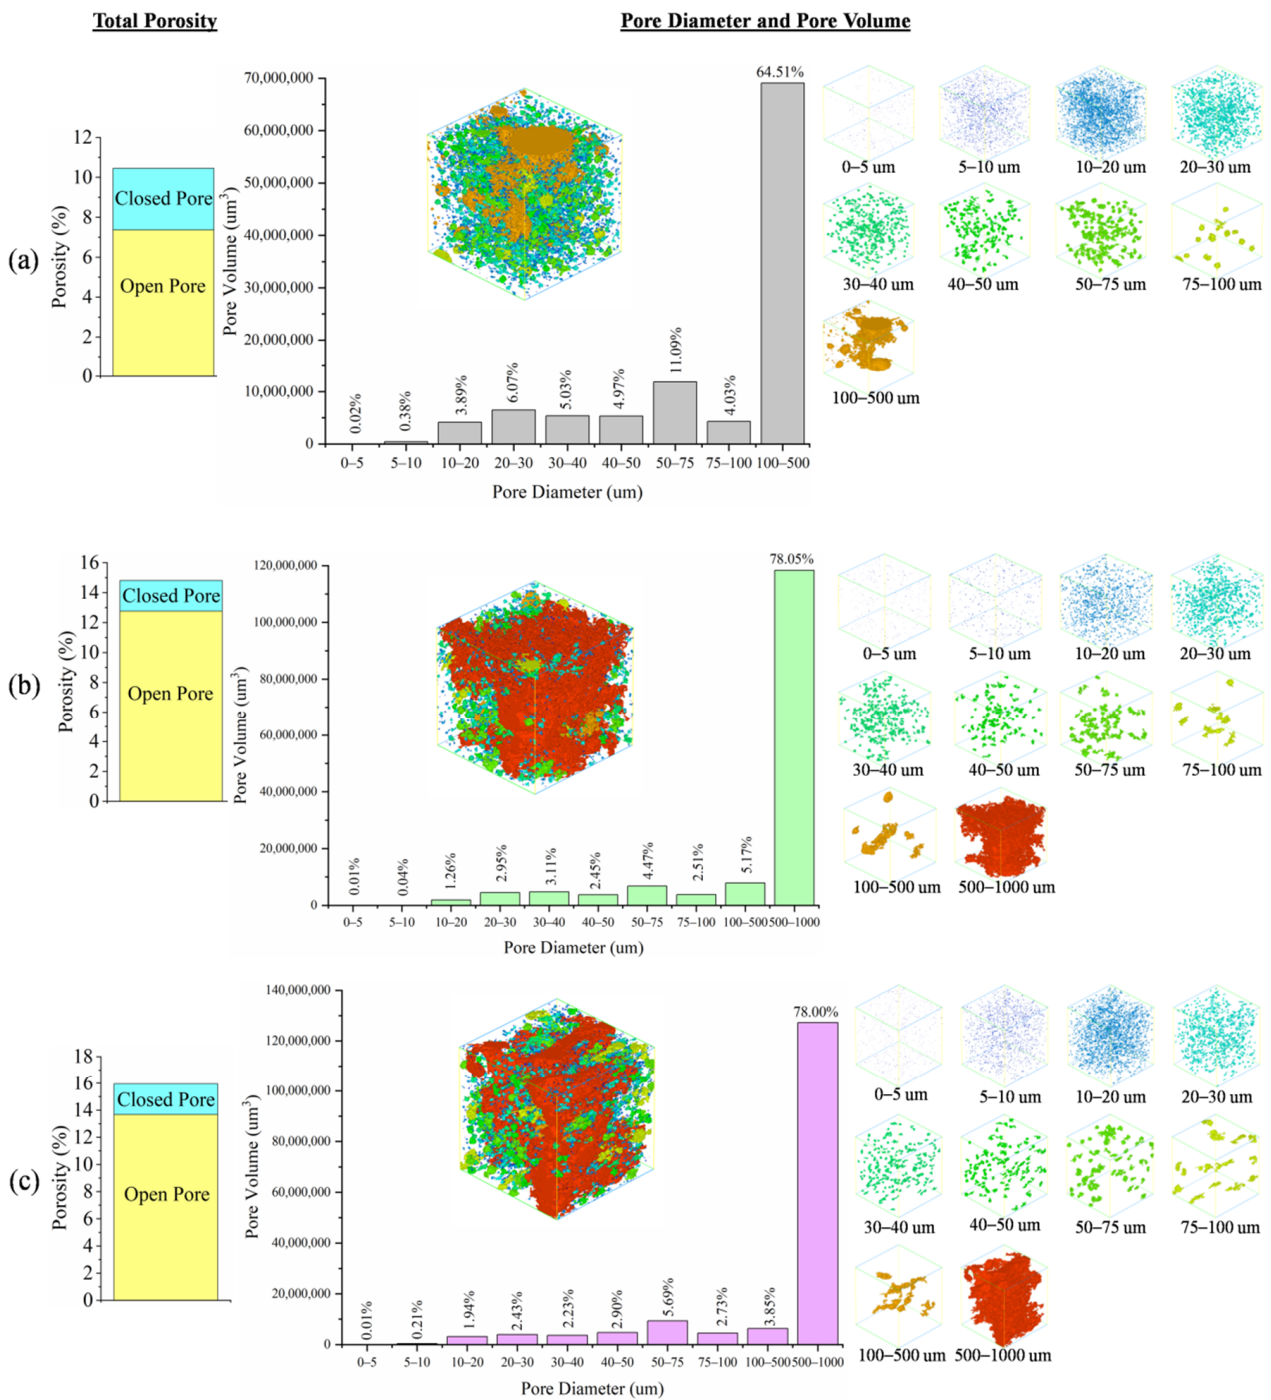 Total Porosity
Pore Diameter and Pore Volume
(a)
Porosity (%)
12
10
8
6
4
2
0
Closed Pore
Open Pore
Pore Volume (um³)
70,000,000
60,000,000
50,000,000
40,000,000
30,000,000
20,000,000
10,000,000
0
0.02%
0.38%
3.89%
6.07%
5.03%
4.97%
11.09%
4.03%
64.51%
0–5 5–10 10–20 20–30 30–40 40–50 50–75 75–100 100–500
Pore Diameter (um)
0–5 um 5–10 um 10–20 um 20–30 um
30–40 um 40–50 um 50–75 um 75–100 um
100–500 um
(b)
Porosity (%)
16
14
12
10
8
6
4
2
0
Closed Pore
Open Pore
Pore Volume (um³)
120,000,000
100,000,000
80,000,000
60,000,000
40,000,000
20,000,000
0
0.01%
0.04%
1.26%
2.95%
3.11%
2.45%
4.47%
2.51%
5.17%
78.05%
0–5 5–10 10–20 20–30 30–40 40–50 50–75 75–100 100–500 500–1000
Pore Diameter (um)
0–5 um 5–10 um 10–20 um 20–30 um
30–40 um 40–50 um 50–75 um 75–100 um
100–500 um 500–1000 um
(c)
Porosity (%)
18
16
14
12
10
8
6
4
2
0
Closed Pore
Open Pore
Pore Volume (um³)
140,000,000
120,000,000
100,000,000
80,000,000
60,000,000
40,000,000
20,000,000
0
0.01%
0.21%
1.94%
2.43%
2.23%
2.90%
5.69%
2.73%
3.85%
78.00%
0–5 5–10 10–20 20–30 30–40 40–50 50–75 75–100 100–500 500–1000
Pore Diameter (um)
0–5 um 5–10 um 10–20 um 20–30 um
30–40 um 40–50 um 50–75 um 75–100 um
100–500 um 500–1000 um